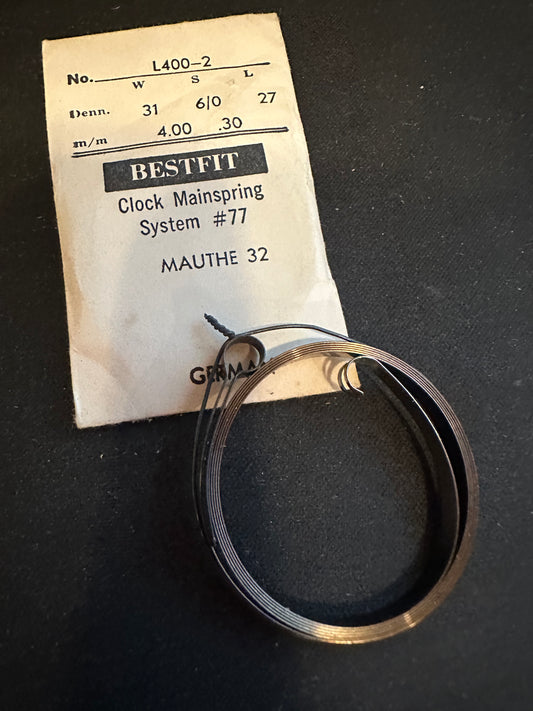 No. L400-2
W S L
Denn. 31 6/0 27
m/m 4.00 .30
BESTFIT
Clock Mainspring
System #77
MAUTHE 32